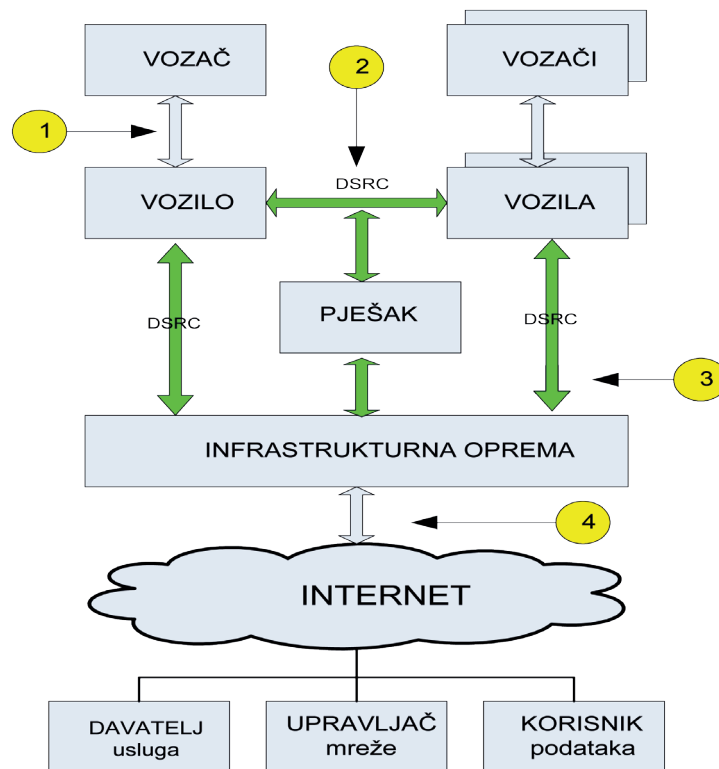 VOZAČ
VOZAČI
2
1
DSRC
VOZILO
VOZILA
PJEŠAK
DSRC
DSRC
3
INFRASTRUKTURNA OPREMA
4
INTERNET
DAVATELJ
usluga
UPRAVLJAČ
mreže
KORISNIK
podataka